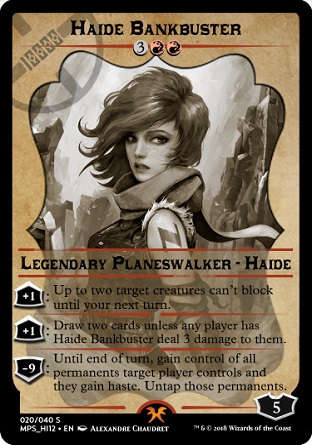 Haide Bankbuster
3
Legendary Planeswalker - Haide
+1: Up to two target creatures can't block
until your next turn.
+1: Draw two cards unless any player has
Haide Bankbuster deal 3 damage to them.
-9: Until end of turn, gain control of all
permanents target player controls and
they gain haste. Untap those permanents.
5
020/040 S
MPS_H112 • EN Alexandre Chaudret
™ & © 2018 Wizards of the Coast